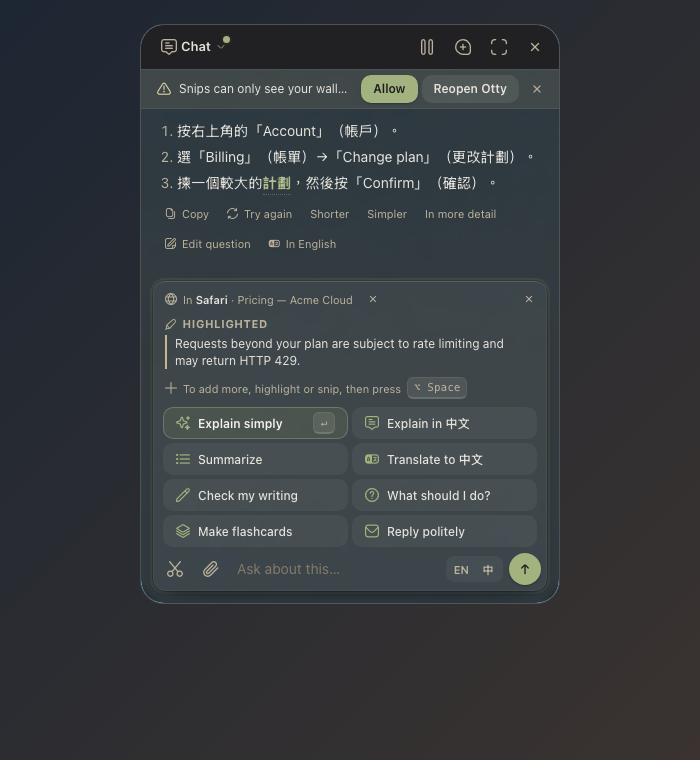 Chat
Snips can only see your wall... Allow Reopen Otty
1. 按右上角的「Account」（帳戶）。
2. 選「Billing」（帳單）→「Change plan」（更改計劃）。
3. 揀一個較大的計劃，然後按「Confirm」（確認）。
Copy Try again Shorter Simpler In more detail
Edit question In English
In Safari · Pricing — Acme Cloud
HIGHLIGHTED
Requests beyond your plan are subject to rate limiting and
may return HTTP 429.
To add more, highlight or snip, then press ⌥ Space
Explain simply ↵ Explain in 中文
Summarize Translate to 中文
Check my writing What should I do?
Make flashcards Reply politely
Ask about this... EN 中